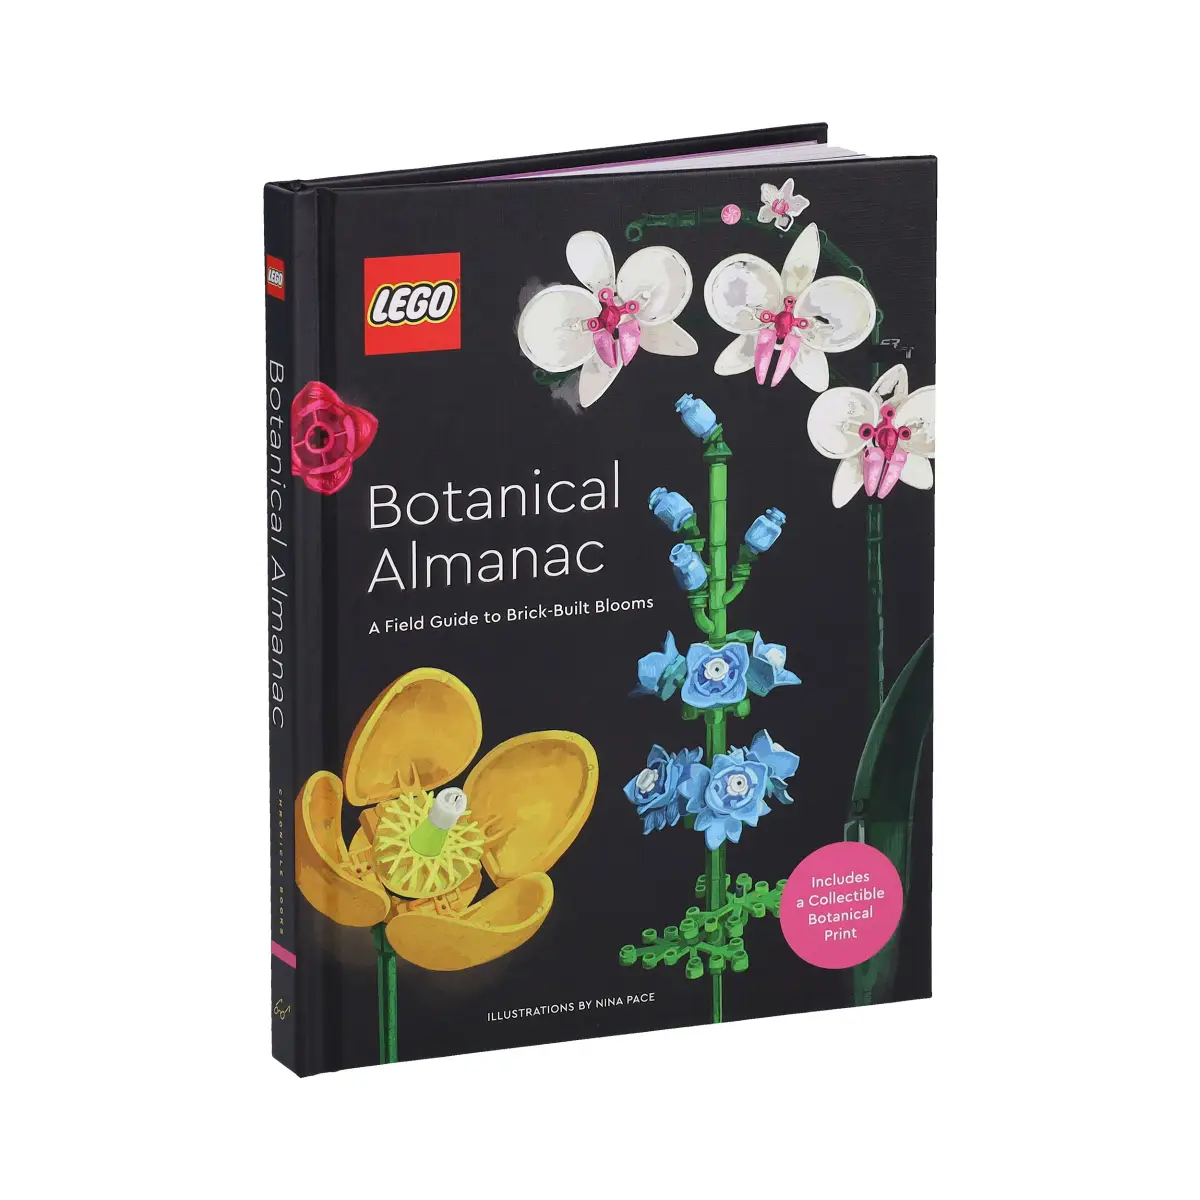 LEGO
Botanical Almanac
CHRONICLE BOOKS
LEGO
Botanical
Almanac
A Field Guide to Brick-Built Blooms
Includes
a Collectible
Botanical
Print
ILLUSTRATIONS BY NINA PACE